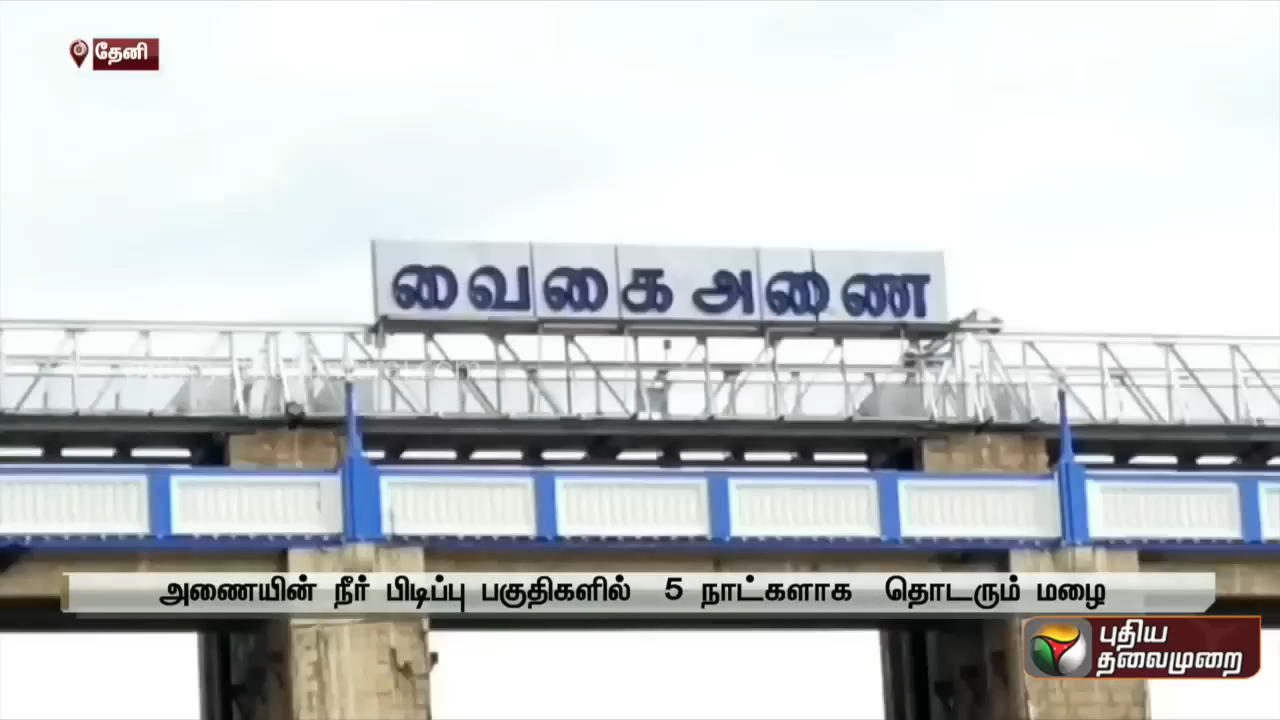 தேனி
வைகை அணை
அணையின் நீர் பிடிப்பு பகுதிகளில் 5 நாட்களாக தொடரும் மழை
புதிய
தலைமுறை